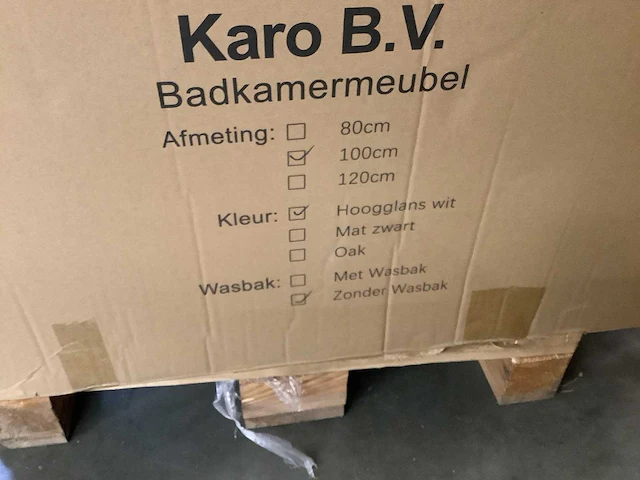 Karo B.V.
Badkamermeubel
Afmeting: ☐ 80cm
☑ 100cm
☐ 120cm
Kleur: ☑ Hoogglans wit
☐ Mat zwart
☐ Oak
Wasbak: ☐ Met Wasbak
☑ Zonder Wasbak